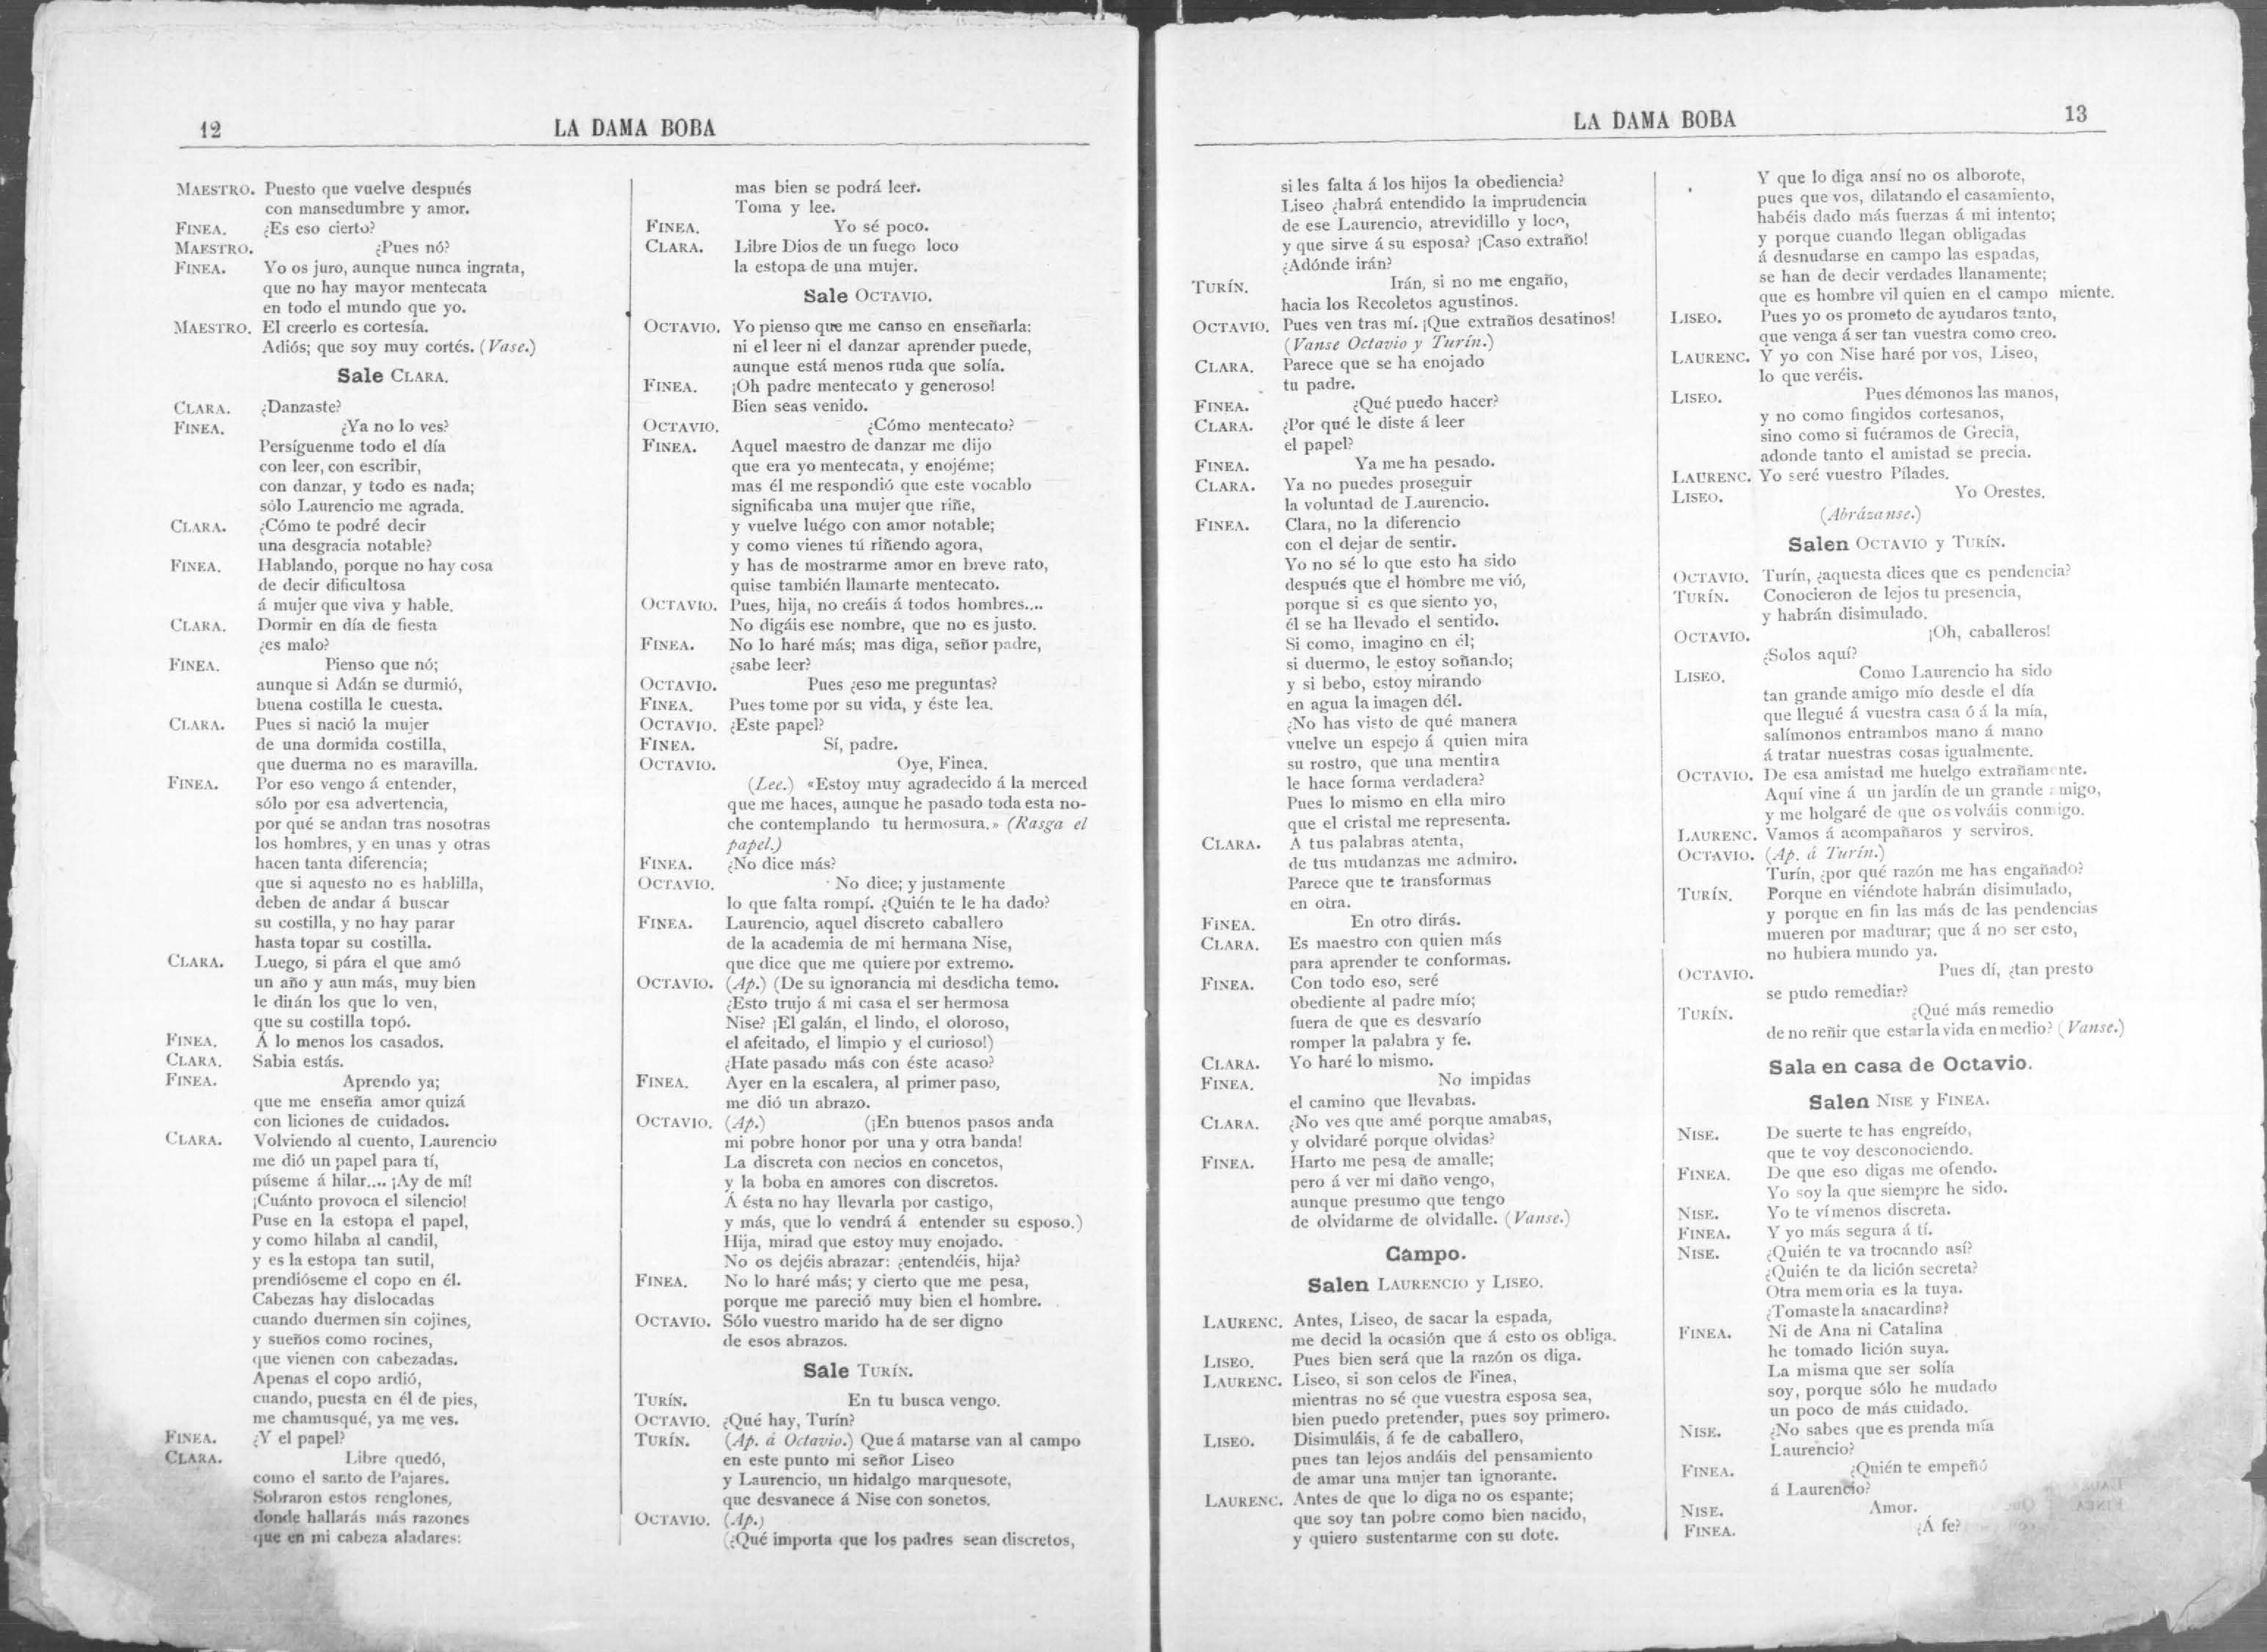 12
LA DAMA BOBA
MAESTRO. Puesto que vuelve después
con mansedumbre y amor.
FINEA. ¿Es eso cierto?
MAESTRO. ¿Pues nó?
FINEA. Yo os juro, aunque nunca ingrata,
que no hay mayor mentecata
en todo el mundo que yo.
MAESTRO. El creerlo es cortesía.
Adiós; que soy muy cortés. (Vase.)
Sale CLARA.
CLARA. ¿Danzaste?
FINEA. ¿Ya no lo ves?
Persíguenme todo el día
con leer, con escribir,
con danzar, y todo es nada;
sólo Laurencio me agrada.
CLARA. ¿Cómo te podré decir
una desgracia notable?
FINEA. Hablando, porque no hay cosa
de decir dificultosa
á mujer que viva y hable.
CLARA. Dormir en día de fiesta
¿es malo?
FINEA. Pienso que nó;
aunque si Adán se durmió,
buena costilla le cuesta.
CLARA. Pues si nació la mujer
de una dormida costilla,
que duerma no es maravilla.
FINEA. Por eso vengo á entender,
sólo por esa advertencia,
por qué se andan tras nosotras
los hombres, y en unas y otras
hacen tanta diferencia;
que si aquesto no es hablilla,
deben de andar á buscar
su costilla, y no hay parar
hasta topar su costilla.
CLARA. Luego, si pára el que amó
un año y aun más, muy bien
le dirán los que lo ven,
que su costilla topó.
FINEA. Á lo menos los casados.
CLARA. Sabia estás.
FINEA. Aprendo ya;
que me enseña amor quizá
con liciones de cuidados.
CLARA. Volviendo al cuento, Laurencio
me dió un papel para tí,
púseme á hilar.... ¡Ay de mí!
¡Cuánto provoca el silencio!
Puse en la estopa el papel,
y como hilaba al candil,
y es la estopa tan sutil,
prendióseme el copo en él.
Cabezas hay dislocadas
cuando duermen sin cojines,
y sueños como rocines,
que vienen con cabezadas.
Apenas el copo ardió,
cuando, puesta en él de pies,
me chamusqué, ya me ves.
FINEA. ¿Y el papel?
CLARA. Libre quedó,
como el santo de Pajares.
Sobraron estos renglones,
donde hallarás más razones
que en mi cabeza aladares:
mas bien se podrá leer.
Toma y lee.
FINEA. Yo sé poco.
CLARA. Libre Dios de un fuego loco
la estopa de una mujer.
Sale OCTAVIO.
OCTAVIO. Yo pienso que me canso en enseñarla:
ni el leer ni el danzar aprender puede,
aunque está menos ruda que solía.
FINEA. ¡Oh padre mentecato y generoso!
Bien seas venido.
OCTAVIO. ¿Cómo mentecato?
FINEA. Aquel maestro de danzar me dijo
que era yo mentecata, y enojéme;
mas él me respondió que este vocablo
significaba una mujer que riñe,
y vuelve luégo con amor notable;
y como vienes tú riñendo agora,
y has de mostrarme amor en breve rato,
quise también llamarte mentecato.
OCTAVIO. Pues, hija, no creáis á todos hombres....
No digáis ese nombre, que no es justo.
FINEA. No lo haré más; mas diga, señor padre,
¿sabe leer?
OCTAVIO. Pues ¿eso me preguntas?
FINEA. Pues tome por su vida, y éste lea.
OCTAVIO. ¿Este papel?
FINEA. Sí, padre.
OCTAVIO. Oye, Finea.
(Lee.) «Estoy muy agradecido á la merced
que me haces, aunque he pasado toda esta no-
che contemplando tu hermosura.» (Rasga el
papel.)
FINEA. ¿No dice más?
OCTAVIO. No dice; y justamente
lo que falta rompí. ¿Quién te le ha dado?
FINEA. Laurencio, aquel discreto caballero
de la academia de mi hermana Nise,
que dice que me quiere por extremo.
OCTAVIO. (Ap.) (De su ignorancia mi desdicha temo.
¿Esto trujo á mi casa el ser hermosa
Nise? ¡El galán, el lindo, el oloroso,
el afeitado, el limpio y el curioso!)
¿Hate pasado más con éste acaso?
FINEA. Ayer en la escalera, al primer paso,
me dió un abrazo.
OCTAVIO. (Ap.) (¡En buenos pasos anda
mi pobre honor por una y otra banda!
La discreta con necios en concetos,
y la boba en amores con discretos.
Á ésta no hay llevarla por castigo,
y más, que lo vendrá á entender su esposo.)
Hija, mirad que estoy muy enojado.
No os dejéis abrazar: ¿entendéis, hija?
FINEA. No lo haré más; y cierto que me pesa,
porque me pareció muy bien el hombre.
OCTAVIO. Sólo vuestro marido ha de ser digno
de esos abrazos.
Sale TURÍN.
TURÍN. En tu busca vengo.
OCTAVIO. ¿Qué hay, Turín?
TURÍN. (Ap. á Octavio.) Que á matarse van al campo
en este punto mi señor Liseo
y Laurencio, un hidalgo marquesote,
que desvanece á Nise con sonetos.
OCTAVIO. (Ap.)
(¿Qué importa que los padres sean discretos,
LA DAMA BOBA
13
si les falta á los hijos la obediencia?
Liseo ¿habrá entendido la imprudencia
de ese Laurencio, atrevidillo y loco,
y que sirve á su esposa? ¡Caso extraño!
¿Adónde irán?
TURÍN. Irán, si no me engaño,
hacia los Recoletos agustinos.
OCTAVIO. Pues ven tras mí. ¡Que extraños desatinos!
(Vanse Octavio y Turín.)
CLARA. Parece que se ha enojado
tu padre.
FINEA. ¿Qué puedo hacer?
CLARA. ¿Por qué le diste á leer
el papel?
FINEA. Ya me ha pesado.
CLARA. Ya no puedes proseguir
la voluntad de Laurencio.
FINEA. Clara, no la diferencio
con el dejar de sentir.
Yo no sé lo que esto ha sido
después que el hombre me vió,
porque si es que siento yo,
él se ha llevado el sentido.
Si como, imagino en él;
si duermo, le estoy soñando;
y si bebo, estoy mirando
en agua la imagen dél.
¿No has visto de qué manera
vuelve un espejo á quien mira
su rostro, que una mentira
le hace forma verdadera?
Pues lo mismo en ella miro
que el cristal me representa.
CLARA. A tus palabras atenta,
de tus mudanzas me admiro.
Parece que te transformas
en otra.
FINEA. En otro dirás.
CLARA. Es maestro con quien más
para aprender te conformas.
FINEA. Con todo eso, seré
obediente al padre mío;
fuera de que es desvarío
romper la palabra y fe.
CLARA. Yo haré lo mismo.
FINEA. No impidas
el camino que llevabas.
CLARA. ¿No ves que amé porque amabas,
y olvidaré porque olvidas?
FINEA. Harto me pesa de amalle;
pero á ver mi daño vengo,
aunque presumo que tengo
de olvidarme de olvidalle. (Vanse.)
Campo.
Salen LAURENCIO y LISEO.
LAURENC. Antes, Liseo, de sacar la espada,
me decid la ocasión que á esto os obliga.
LISEO. Pues bien será que la razón os diga.
LAURENC. Liseo, si son celos de Finea,
mientras no sé que vuestra esposa sea,
bien puedo pretender, pues soy primero.
LISEO. Disimuláis, á fe de caballero,
pues tan lejos andáis del pensamiento
de amar una mujer tan ignorante.
LAURENC. Antes de que lo diga no os espante;
que soy tan pobre como bien nacido,
y quiero sustentarme con su dote.
Y que lo diga ansí no os alborote,
pues que vos, dilatando el casamiento,
habéis dado más fuerzas á mi intento;
y porque cuando llegan obligadas
á desnudarse en campo las espadas,
se han de decir verdades llanamente;
que es hombre vil quien en el campo miente.
LISEO. Pues yo os prometo de ayudaros tanto,
que venga á ser tan vuestra como creo.
LAURENC. Y yo con Nise haré por vos, Liseo,
lo que veréis.
LISEO. Pues démonos las manos,
y no como fingidos cortesanos,
sino como si fuéramos de Grecia,
adonde tanto el amistad se precia.
LAURENC. Yo seré vuestro Pílades.
LISEO. Yo Orestes.
(Abrázanse.)
Salen OCTAVIO y TURÍN.
OCTAVIO. Turín, ¿aquesta dices que es pendencia?
TURÍN. Conocieron de lejos tu presencia,
y habrán disimulado.
OCTAVIO. ¡Oh, caballeros!
¿Solos aquí?
LISEO. Como Laurencio ha sido
tan grande amigo mío desde el día
que llegué á vuestra casa ó á la mía,
salímonos entrambos mano á mano
á tratar nuestras cosas igualmente.
OCTAVIO. De esa amistad me huelgo extrañamente.
Aquí vine á un jardín de un grande amigo,
y me holgaré de que os volváis conmigo.
LAURENC. Vamos á acompañaros y serviros.
OCTAVIO. (Ap. á Turín.)
Turín, ¿por qué razón me has engañado?
TURÍN. Porque en viéndote habrán disimulado,
y porque en fin las más de las pendencias
mueren por madurar; que á no ser esto,
no hubiera mundo ya.
OCTAVIO. Pues dí, ¿tan presto
se pudo remediar?
TURÍN. ¿Qué más remedio
de no reñir que estar la vida en medio? (Vanse.)
Sala en casa de Octavio.
Salen NISE y FINEA.
NISE. De suerte te has engreído,
que te voy desconociendo.
FINEA. De que eso digas me ofendo.
Yo soy la que siempre he sido.
NISE. Yo te ví menos discreta.
FINEA. Y yo más segura á tí.
NISE. ¿Quién te va trocando así?
¿Quién te da lición secreta?
Otra memoria es la tuya.
¿Tomaste la anacardina?
FINEA. Ni de Ana ni Catalina
he tomado lición suya.
La misma que ser solía
soy, porque sólo he mudado
un poco de más cuidado.
NISE. ¿No sabes que es prenda mía
Laurencio?
FINEA. ¿Quién te empeñó
á Laurencio?
NISE. Amor.
FINEA. ¿Á fe?